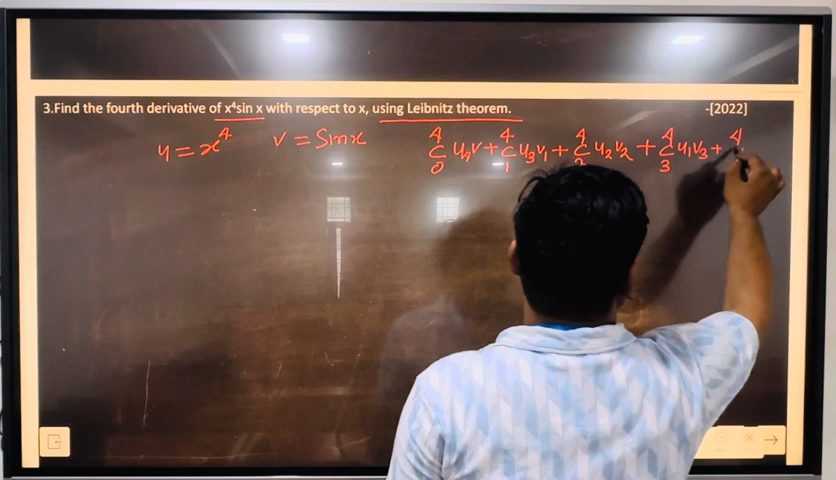 3.Find the fourth derivative of x⁴sin x with respect to x, using Leibnitz theorem. -[2022]
u = x⁴ v = Sinx ⁴C₀ u₄v + ⁴C₁ u₃v₁ + ⁴C₂ u₂v₂ + ⁴C₃ u₁v₃ + ⁴